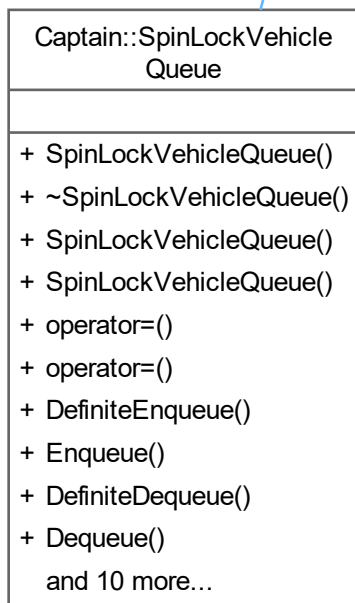 Captain::SpinLockVehicle
Queue
+ SpinLockVehicleQueue()
+ ~SpinLockVehicleQueue()
+ SpinLockVehicleQueue()
+ SpinLockVehicleQueue()
+ operator=()
+ operator=()
+ DefiniteEnqueue()
+ Enqueue()
+ DefiniteDequeue()
+ Dequeue()
and 10 more...